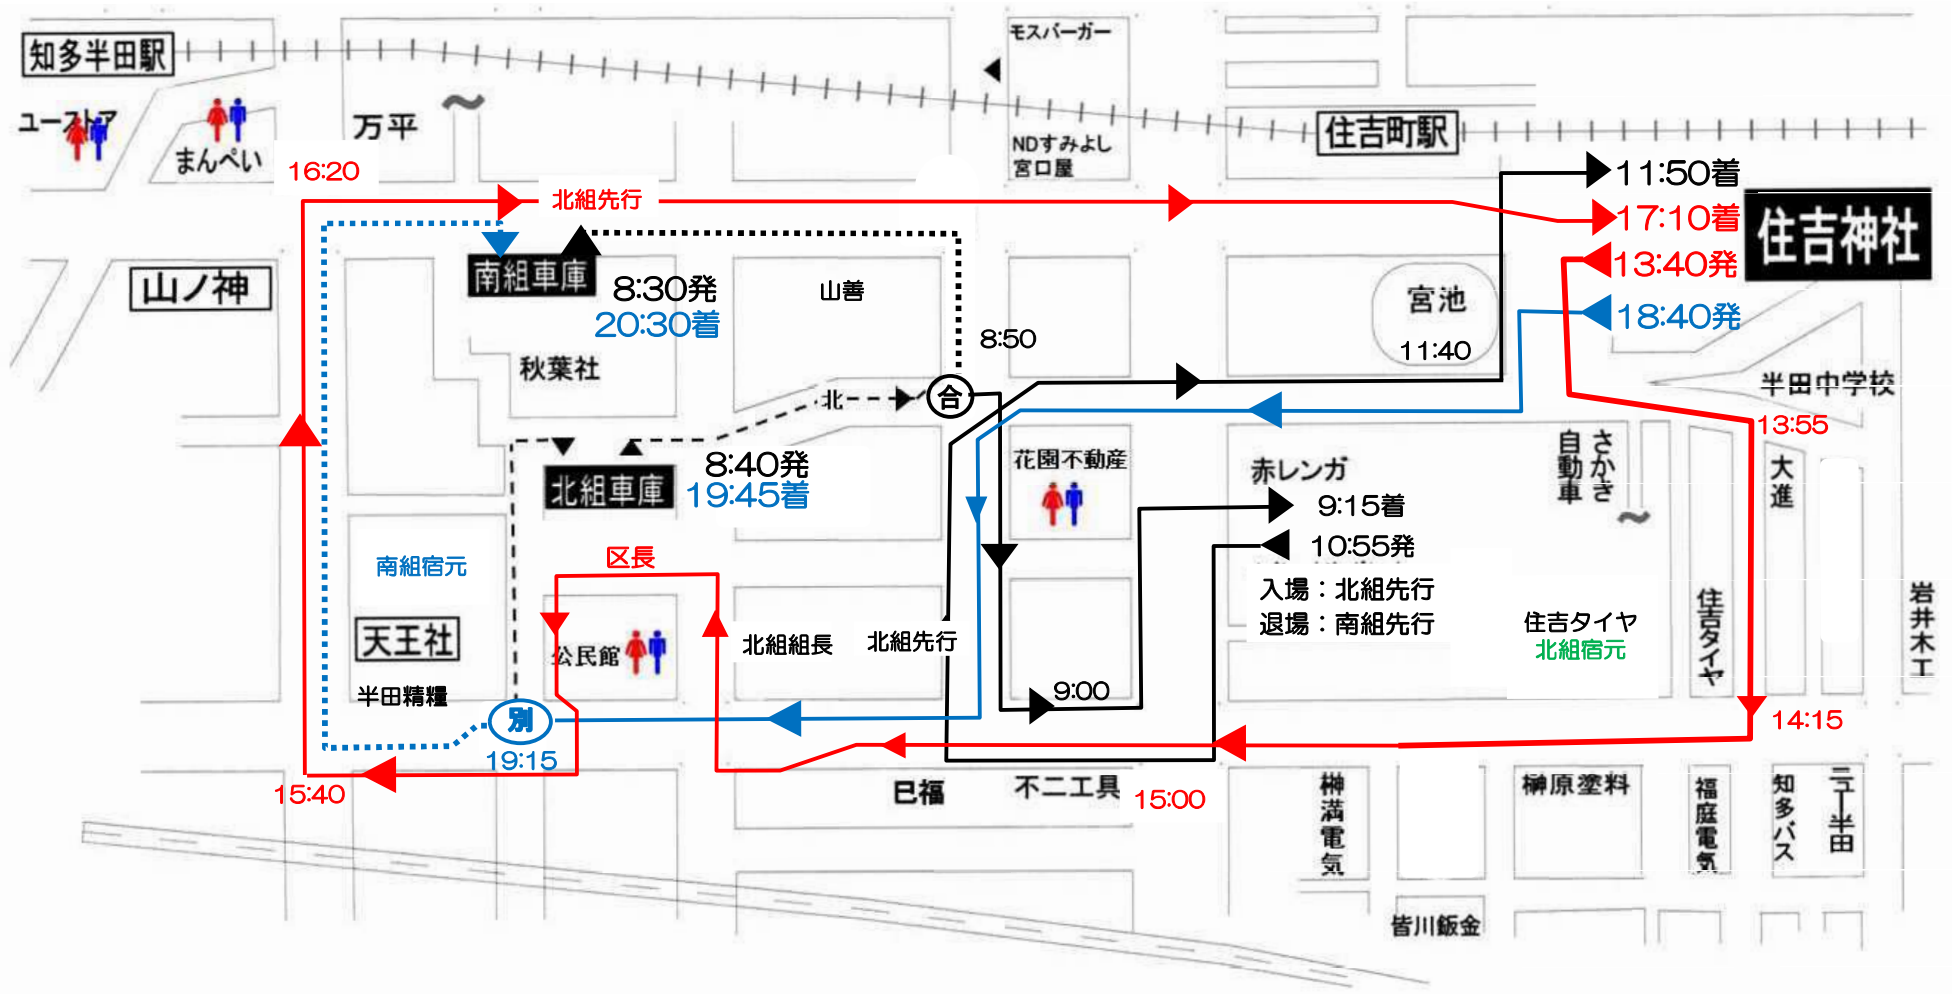 モスバーガー
知多半田駅
ユーストア
万平
まんぺい
住吉町駅
NDすみよし
宮口屋
16:20
北組先行
11:50着
17:10着
住吉神社
13:40発
18:40発
山ノ神
南組車庫
8:30発
20:30着
山善
宮池
8:50
11:40
秋葉社
北
合
半田中学校
13:55
花園不動産
赤レンガ
さかき
自動車
大進
8:40発
北組車庫
19:45着
9:15着
10:55発
入場：北組先行
退場：南組先行
区長
南組宿元
天王社
公民館
北組組長
北組先行
住吉タイヤ
北組宿元
住吉タイヤ
岩井木工
半田精糧
9:00
別
19:15
14:15
15:40
巳福
不二工具
15:00
榊満電気
榊原塗料
福庭電気
知多バス
ニュー半田
皆川鈑金